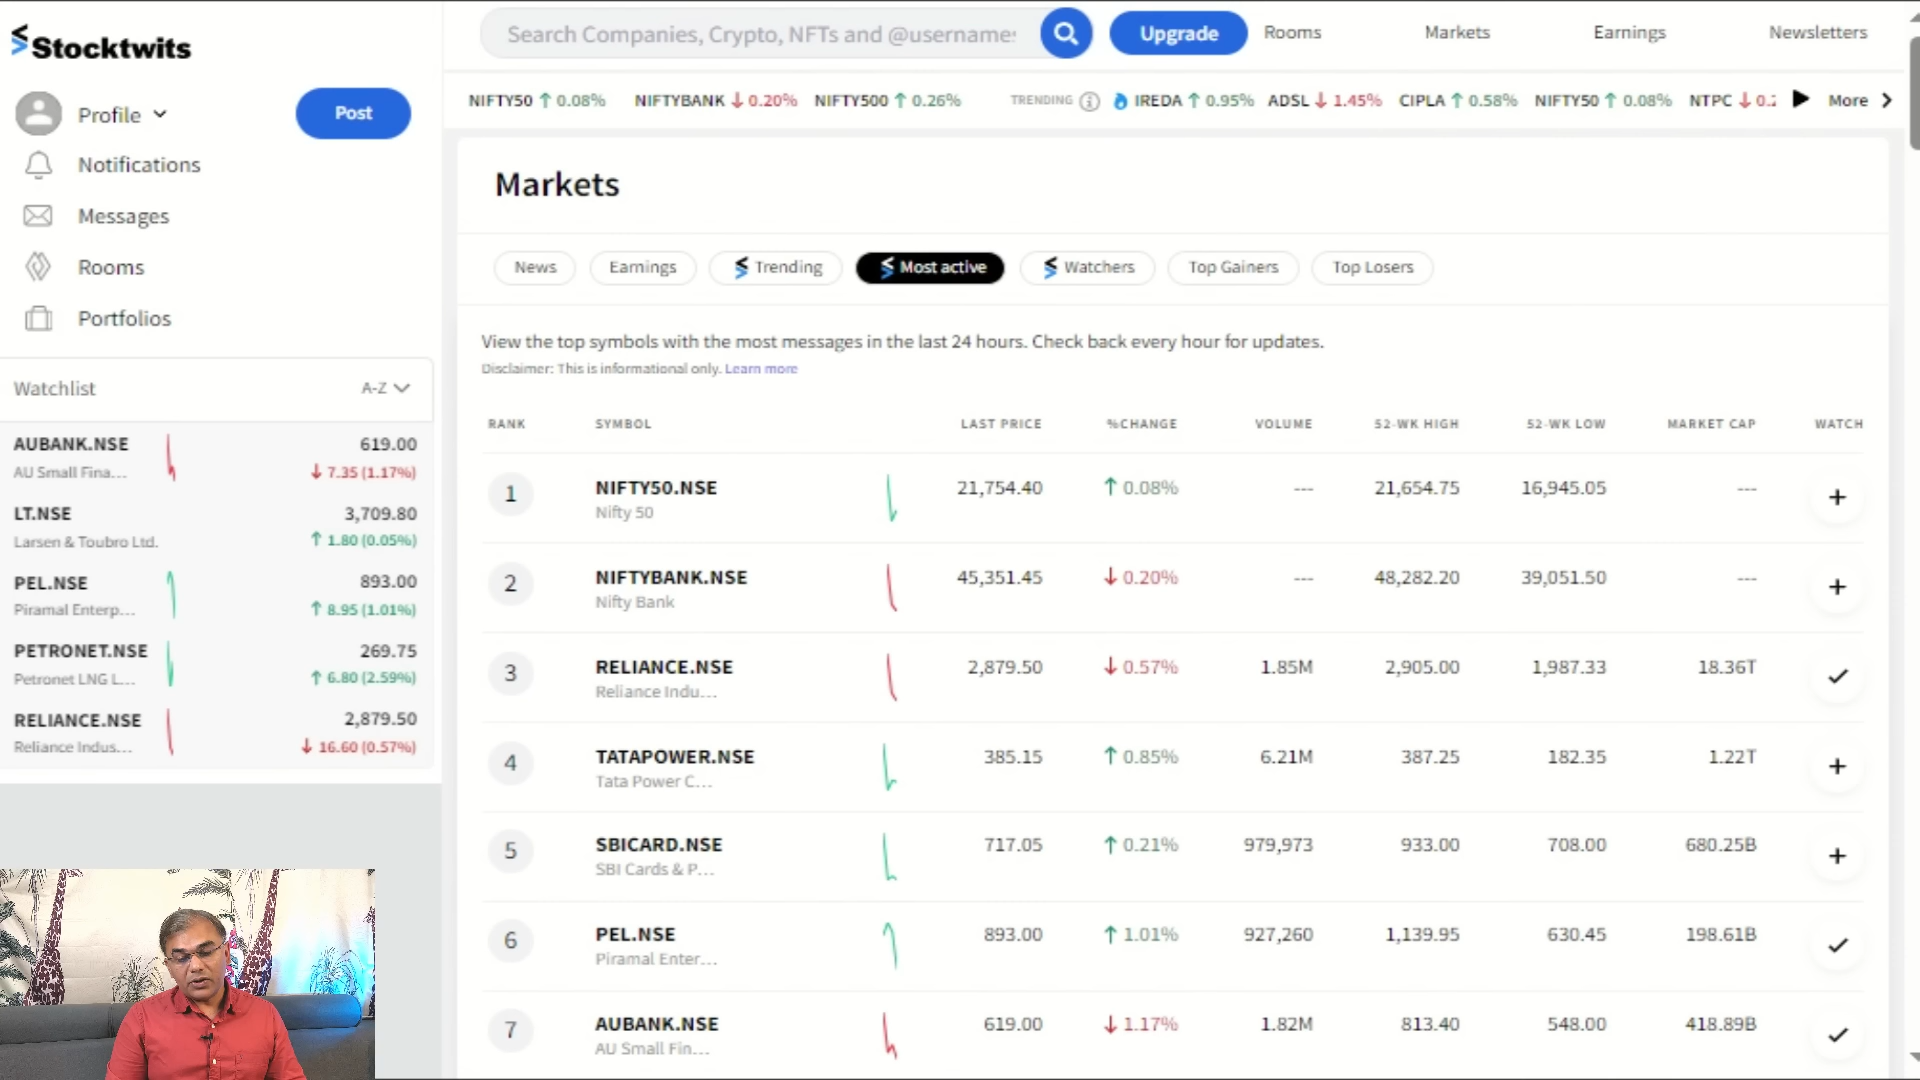 Stocktwits
Search Companies, Crypto, NFTs and @usernames
Upgrade
Rooms
Markets
Earnings
Newsletters
Profile
Post
Notifications
Messages
Rooms
Portfolios
NIFTY50 ↑ 0.08% NIFTYBANK ↓ 0.20% NIFTY500 ↑ 0.26% TRENDING IREDA ↑ 0.95% ADSL ↓ 1.45% CIPLA ↑ 0.58% NIFTY50 ↑ 0.08% NTPC ↓ 0.2 More
Watchlist A-Z
AUBANK.NSE 619.00
AU Small Fina... ↓ 7.35 (1.17%)
LT.NSE 3,709.80
Larsen & Toubro Ltd. ↑ 1.80 (0.05%)
PEL.NSE 893.00
Piramal Enterp... ↑ 8.95 (1.01%)
PETRONET.NSE 269.75
Petronet LNG L... ↑ 6.80 (2.59%)
RELIANCE.NSE 2,879.50
Reliance Indus... ↓ 16.60 (0.57%)
Markets
News Earnings Trending Most active Watchers Top Gainers Top Losers
View the top symbols with the most messages in the last 24 hours. Check back every hour for updates.
Disclaimer: This is informational only. Learn more
RANK SYMBOL LAST PRICE %CHANGE VOLUME 52-WK HIGH 52-WK LOW MARKET CAP WATCH
1 NIFTY50.NSE 21,754.40 ↑ 0.08% --- 21,654.75 16,945.05 --- +
Nifty 50
2 NIFTYBANK.NSE 45,351.45 ↓ 0.20% --- 48,282.20 39,051.50 --- +
Nifty Bank
3 RELIANCE.NSE 2,879.50 ↓ 0.57% 1.85M 2,905.00 1,987.33 18.36T ✓
Reliance Indu...
4 TATAPOWER.NSE 385.15 ↑ 0.85% 6.21M 387.25 182.35 1.22T +
Tata Power C...
5 SBICARD.NSE 717.05 ↑ 0.21% 979,973 933.00 708.00 680.25B +
SBI Cards & P...
6 PEL.NSE 893.00 ↑ 1.01% 927,260 1,139.95 630.45 198.61B ✓
Piramal Enter...
7 AUBANK.NSE 619.00 ↓ 1.17% 1.82M 813.40 548.00 418.89B ✓
AU Small Fin...